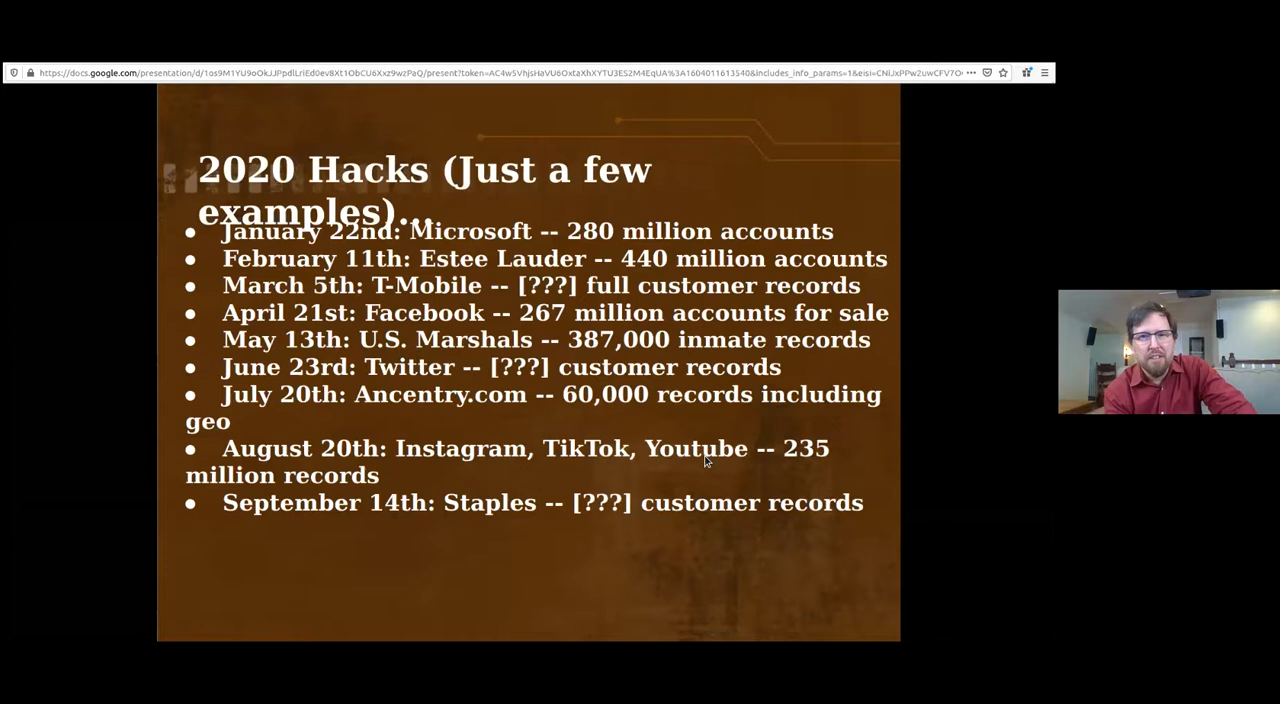 2020 Hacks (Just a few
examples)...
● January 22nd: Microsoft -- 280 million accounts
● February 11th: Estee Lauder -- 440 million accounts
● March 5th: T-Mobile -- [???] full customer records
● April 21st: Facebook -- 267 million accounts for sale
● May 13th: U.S. Marshals -- 387,000 inmate records
● June 23rd: Twitter -- [???] customer records
● July 20th: Ancentry.com -- 60,000 records including
geo
● August 20th: Instagram, TikTok, Youtube -- 235
million records
● September 14th: Staples -- [???] customer records